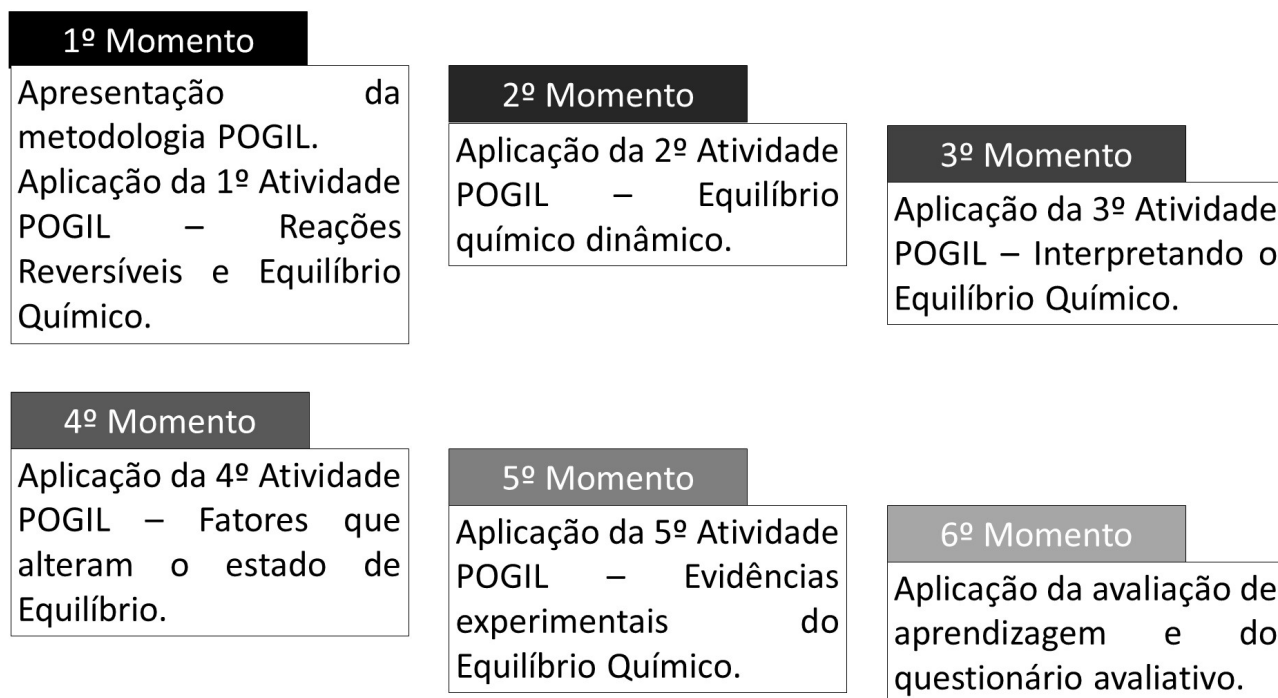 1º Momento
Apresentação da
metodologia POGIL.
Aplicação da 1º Atividade
POGIL – Reações
Reversíveis e Equilíbrio
Químico.
2º Momento
Aplicação da 2º Atividade
POGIL – Equilíbrio
químico dinâmico.
3º Momento
Aplicação da 3º Atividade
POGIL – Interpretando o
Equilíbrio Químico.
4º Momento
Aplicação da 4º Atividade
POGIL – Fatores que
alteram o estado de
Equilíbrio.
5º Momento
Aplicação da 5º Atividade
POGIL – Evidências
experimentais do
Equilíbrio Químico.
6º Momento
Aplicação da avaliação de
aprendizagem e do
questionário avaliativo.